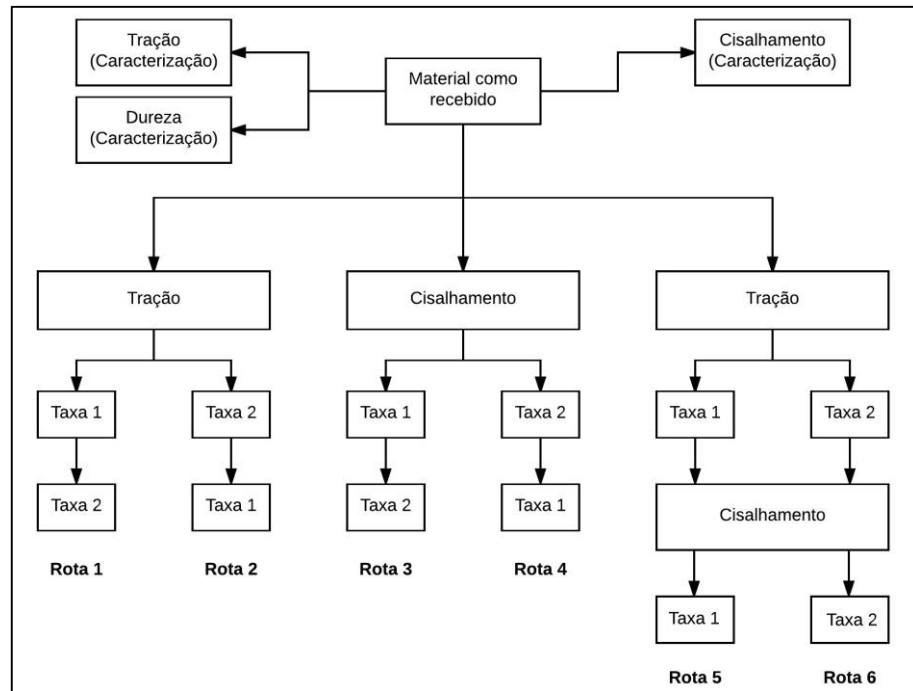 Tração
(Caracterização)
Cisalhamento
(Caracterização)
Material como
recebido
Dureza
(Caracterização)
Tração
Cisalhamento
Tração
Taxa 1
Taxa 2
Taxa 1
Taxa 2
Taxa 1
Taxa 2
Taxa 2
Taxa 1
Taxa 2
Taxa 1
Cisalhamento
Rota 1
Rota 2
Rota 3
Rota 4
Taxa 1
Taxa 2
Rota 5
Rota 6